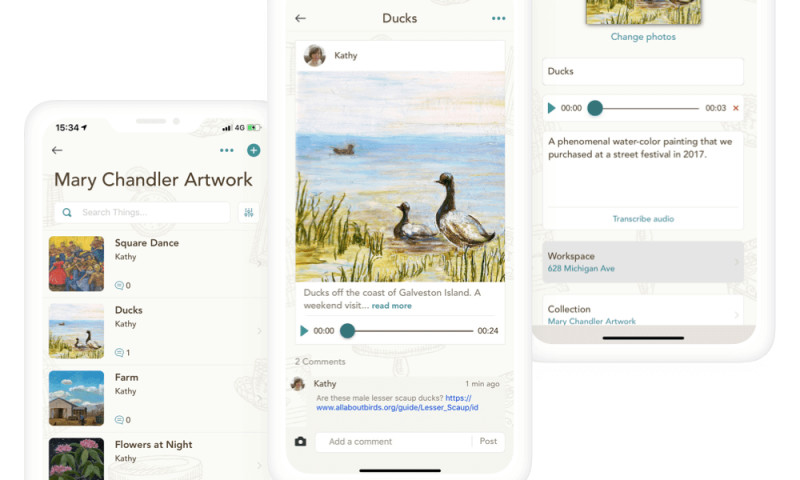 15:34
4G
Mary Chandler Artwork
Search Things...
Square Dance
Kathy
0
Ducks
Kathy
1
Farm
Kathy
0
Flowers at Night
Kathy
Ducks
Kathy
Ducks off the coast of Galveston Island. A
weekend visit... read more
00:00
00:24
2 Comments
Kathy
1 min ago
Are these male lesser scaup ducks? https://
www.allaboutbirds.org/guide/Lesser_Scaup/id
Add a comment
Post
Change photos
Ducks
00:00
00:03
A phenomenal water-color painting that we
purchased at a street festival in 2017.
Transcribe audio
Workspace
628 Michigan Ave
Collection
Mary Chandler Artwork